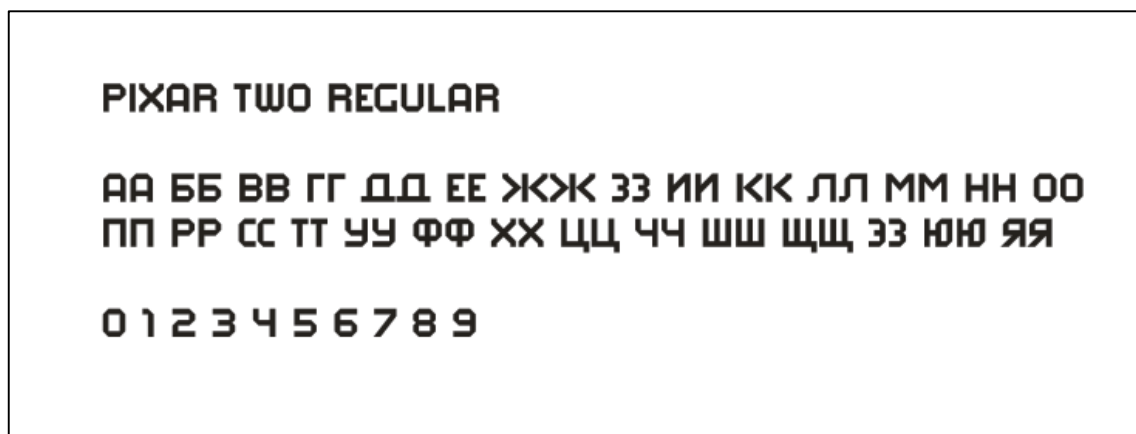 PIXAR TWO REGULAR
АА ББ ВВ ГГ ДД ЕЕ ЖЖ ЗЗ ИИ КК ЛЛ ММ НН ОО
ПП РР СС ТТ УУ ФФ ХХ ЦЦ ЧЧ ШШ ЩЩ ЭЭ ЮЮ ЯЯ
0 1 2 3 4 5 6 7 8 9